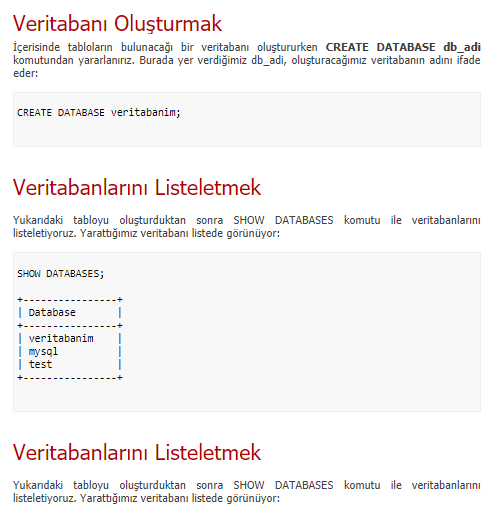 Veritabanı Oluşturmak
İçerisinde tabloların bulunacağı bir veritabanı oluştururken CREATE DATABASE db_adi
komutundan yararlanırız. Burada yer verdiğimiz db_adi, oluşturacağımız veritabanın adını ifade
eder:
CREATE DATABASE veritabanim;
Veritabanlarını Listeletmek
Yukarıdaki tabloyu oluşturduktan sonra SHOW DATABASES komutu ile veritabanlarını
listeletiyoruz. Yarattığımız veritabanı listede görünüyor:
SHOW DATABASES;
+----------------+
| Database       |
+----------------+
| veritabanim    |
| mysql          |
| test           |
+----------------+
Veritabanlarını Listeletmek
Yukarıdaki tabloyu oluşturduktan sonra SHOW DATABASES komutu ile veritabanlarını
listeletiyoruz. Yarattığımız veritabanı listede görünüyor: